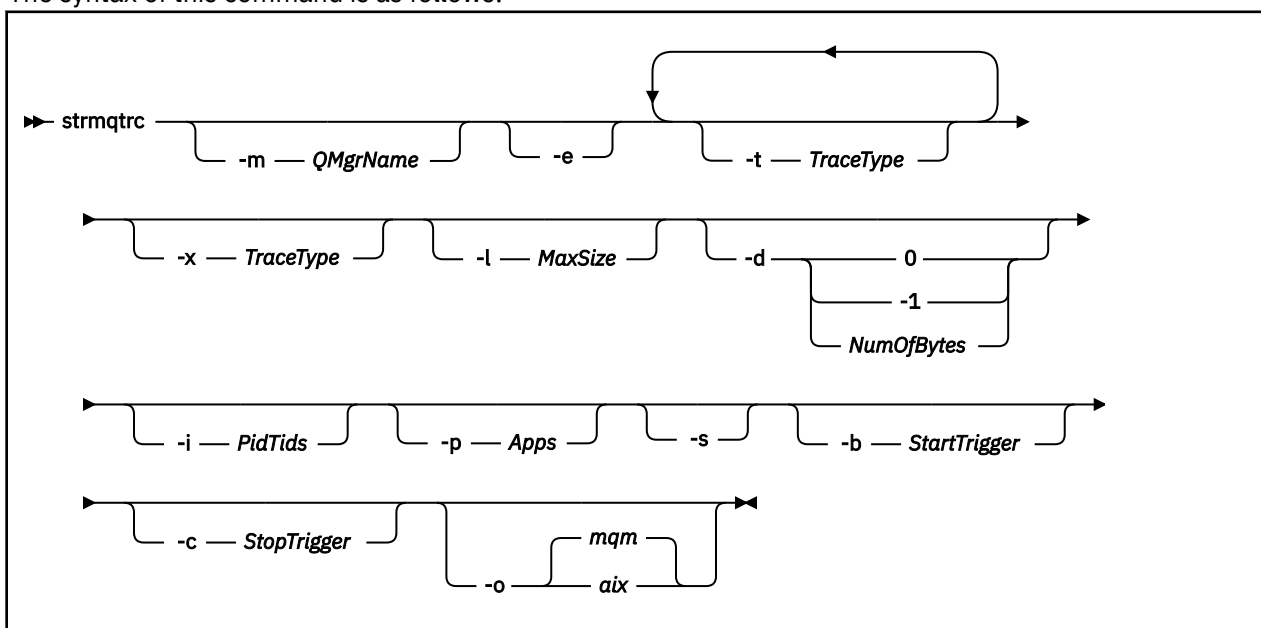 The syntax of this command is as follows:
strmqtrc -m QMgrName -e -t TraceType
-x TraceType -l MaxSize -d 0
-1
NumOfBytes
-i PidTids -p Apps -s -b StartTrigger
-c StopTrigger -o mqm
aix